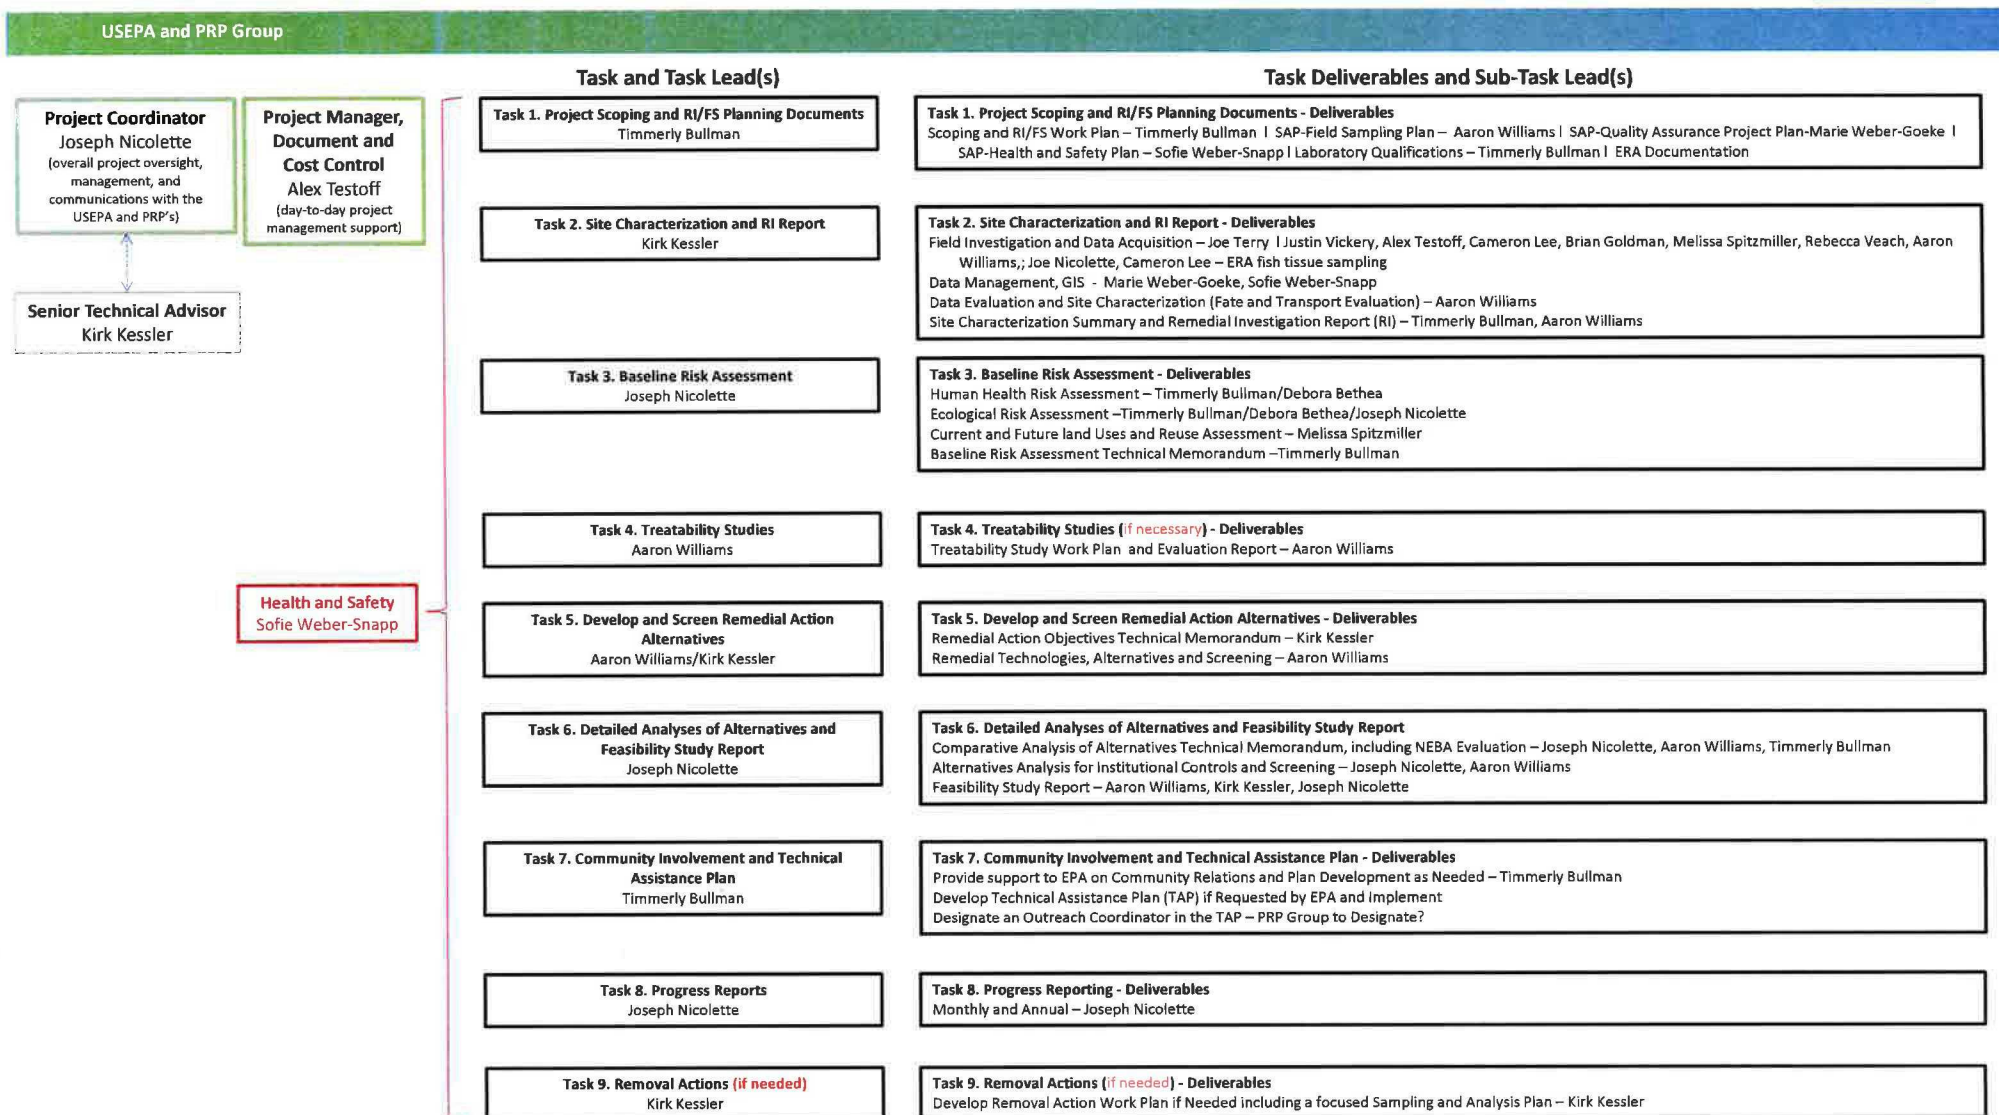 USEPA and PRP Group
Task and Task Lead(s)
Task Deliverables and Sub-Task Lead(s)
Project Coordinator
Joseph Nicolette
(overall project oversight,
management, and
communications with the
USEPA and PRP's)
Project Manager,
Document and
Cost Control
Alex Testoff
(day-to-day project
management support)
Senior Technical Advisor
Kirk Kessler
Health and Safety
Sofie Weber-Snapp
Task 1. Project Scoping and RI/FS Planning Documents
Timmerly Bullman
Task 1. Project Scoping and RI/FS Planning Documents - Deliverables
Scoping and RI/FS Work Plan – Timmerly Bullman I SAP-Field Sampling Plan – Aaron Williams I SAP-Quality Assurance Project Plan-Marie Weber-Goeke I
SAP-Health and Safety Plan – Sofie Weber-Snapp I Laboratory Qualifications – Timmerly Bullman I ERA Documentation
Task 2. Site Characterization and RI Report
Kirk Kessler
Task 2. Site Characterization and RI Report - Deliverables
Field Investigation and Data Acquisition – Joe Terry I Justin Vickery, Alex Testoff, Cameron Lee, Brian Goldman, Melissa Spitzmiller, Rebecca Veach, Aaron
Williams,; Joe Nicolette, Cameron Lee – ERA fish tissue sampling
Data Management, GIS - Marie Weber-Goeke, Sofie Weber-Snapp
Data Evaluation and Site Characterization (Fate and Transport Evaluation) – Aaron Williams
Site Characterization Summary and Remedial Investigation Report (RI) – Timmerly Bullman, Aaron Williams
Task 3. Baseline Risk Assessment
Joseph Nicolette
Task 3. Baseline Risk Assessment - Deliverables
Human Health Risk Assessment – Timmerly Bullman/Debora Bethea
Ecological Risk Assessment –Timmerly Bullman/Debora Bethea/Joseph Nicolette
Current and Future land Uses and Reuse Assessment – Melissa Spitzmiller
Baseline Risk Assessment Technical Memorandum –Timmerly Bullman
Task 4. Treatability Studies
Aaron Williams
Task 4. Treatability Studies (if necessary) - Deliverables
Treatability Study Work Plan and Evaluation Report – Aaron Williams
Task 5. Develop and Screen Remedial Action
Alternatives
Aaron Williams/Kirk Kessler
Task 5. Develop and Screen Remedial Action Alternatives - Deliverables
Remedial Action Objectives Technical Memorandum – Kirk Kessler
Remedial Technologies, Alternatives and Screening – Aaron Williams
Task 6. Detailed Analyses of Alternatives and
Feasibility Study Report
Joseph Nicolette
Task 6. Detailed Analyses of Alternatives and Feasibility Study Report
Comparative Analysis of Alternatives Technical Memorandum, including NEBA Evaluation – Joseph Nicolette, Aaron Williams, Timmerly Bullman
Alternatives Analysis for Institutional Controls and Screening – Joseph Nicolette, Aaron Williams
Feasibility Study Report – Aaron Williams, Kirk Kessler, Joseph Nicolette
Task 7. Community Involvement and Technical
Assistance Plan
Timmerly Bullman
Task 7. Community Involvement and Technical Assistance Plan - Deliverables
Provide support to EPA on Community Relations and Plan Development as Needed – Timmerly Bullman
Develop Technical Assistance Plan (TAP) if Requested by EPA and Implement
Designate an Outreach Coordinator in the TAP – PRP Group to Designate?
Task 8. Progress Reports
Joseph Nicolette
Task 8. Progress Reporting - Deliverables
Monthly and Annual – Joseph Nicolette
Task 9. Removal Actions (if needed)
Kirk Kessler
Task 9. Removal Actions (if needed) - Deliverables
Develop Removal Action Work Plan if Needed including a focused Sampling and Analysis Plan – Kirk Kessler